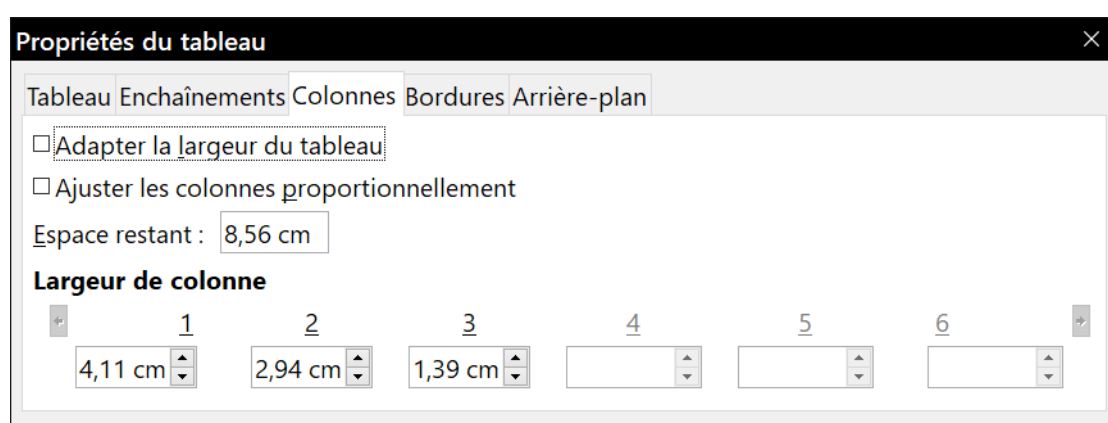 Propriétés du tableau
Tableau Enchaînements Colonnes Bordures Arrière-plan
Adapter la largeur du tableau
Ajuster les colonnes proportionnellement
Espace restant : 8,56 cm
Largeur de colonne
1 2 3 4 5 6
4,11 cm 2,94 cm 1,39 cm